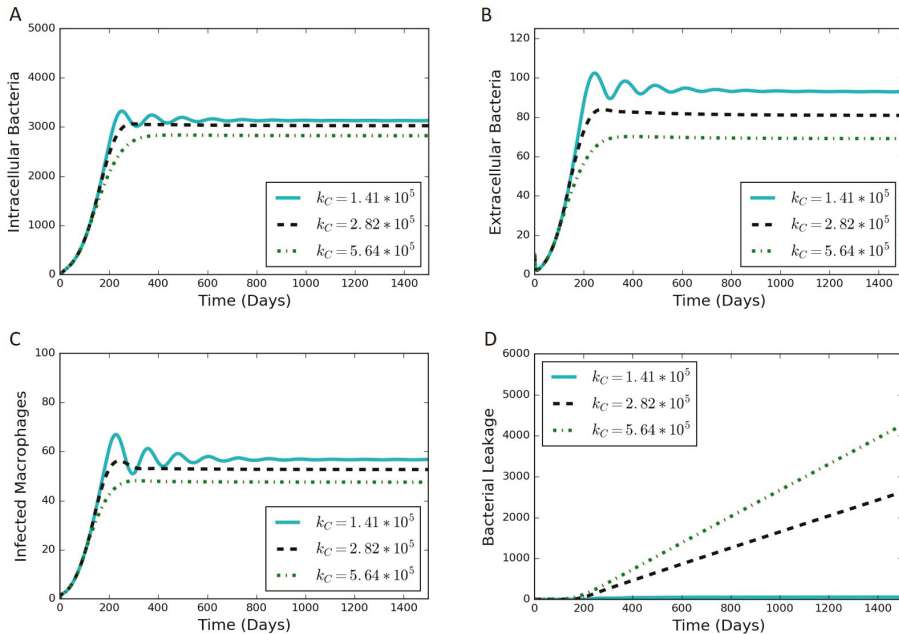 A
5000
4000
3000
2000
1000
0
Intracellular Bacteria
k_C = 1.41 * 10^5
k_C = 2.82 * 10^5
k_C = 5.64 * 10^5
0 200 400 600 800 1000 1200 1400
Time (Days)
B
120
100
80
60
40
20
0
Extracellular Bacteria
k_C = 1.41 * 10^5
k_C = 2.82 * 10^5
k_C = 5.64 * 10^5
0 200 400 600 800 1000 1200 1400
Time (Days)
C
100
80
60
40
20
0
Infected Macrophages
k_C = 1.41 * 10^5
k_C = 2.82 * 10^5
k_C = 5.64 * 10^5
0 200 400 600 800 1000 1200 1400
Time (Days)
D
6000
5000
4000
3000
2000
1000
0
Bacterial Leakage
k_C = 1.41 * 10^5
k_C = 2.82 * 10^5
k_C = 5.64 * 10^5
0 200 400 600 800 1000 1200 1400
Time (Days)